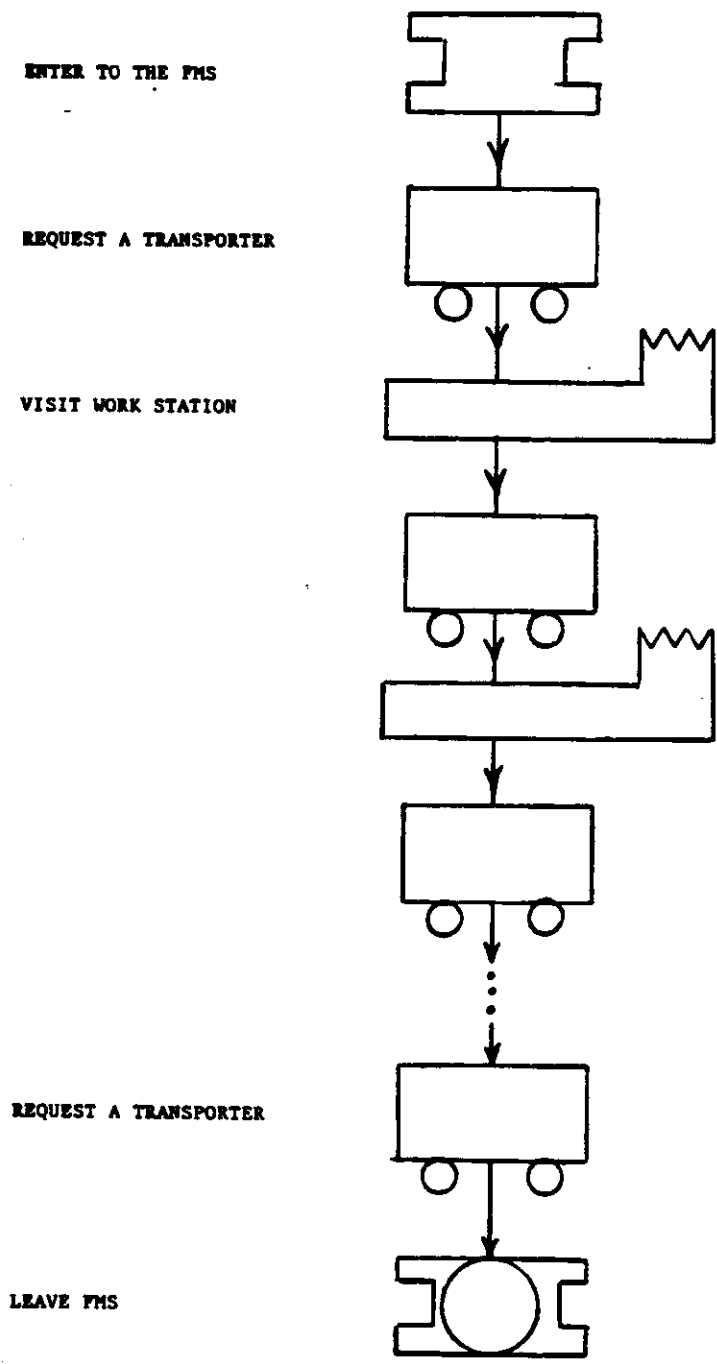 ENTER TO THE FMS
REQUEST A TRANSPORTER
VISIT WORK STATION
REQUEST A TRANSPORTER
LEAVE FMS